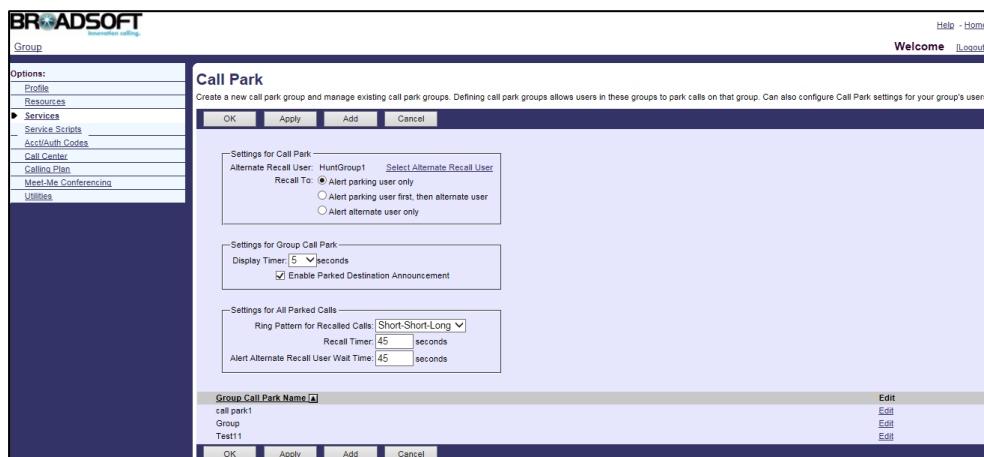 BROADSOFT
innovation calling.
Help - Home
Group
Welcome [Logout
Options:
Profile
Resources
Services
Service Scripts
Acct/Auth Codes
Call Center
Calling Plan
Meet-Me Conferencing
Utilities
Call Park
Create a new call park group and manage existing call park groups. Defining call park groups allows users in these groups to park calls on that group. Can also configure Call Park settings for your group's users
OK Apply Add Cancel
Settings for Call Park
Alternate Recall User: HuntGroup1 Select Alternate Recall User
Recall To: Alert parking user only
Alert parking user first, then alternate user
Alert alternate user only
Settings for Group Call Park
Display Timer: 5 seconds
Enable Parked Destination Announcement
Settings for All Parked Calls
Ring Pattern for Recalled Calls: Short-Short-Long
Recall Timer: 45 seconds
Alert Alternate Recall User Wait Time: 45 seconds
Group Call Park Name Edit
call park1 Edit
Group Edit
Test11 Edit
OK Apply Add Cancel